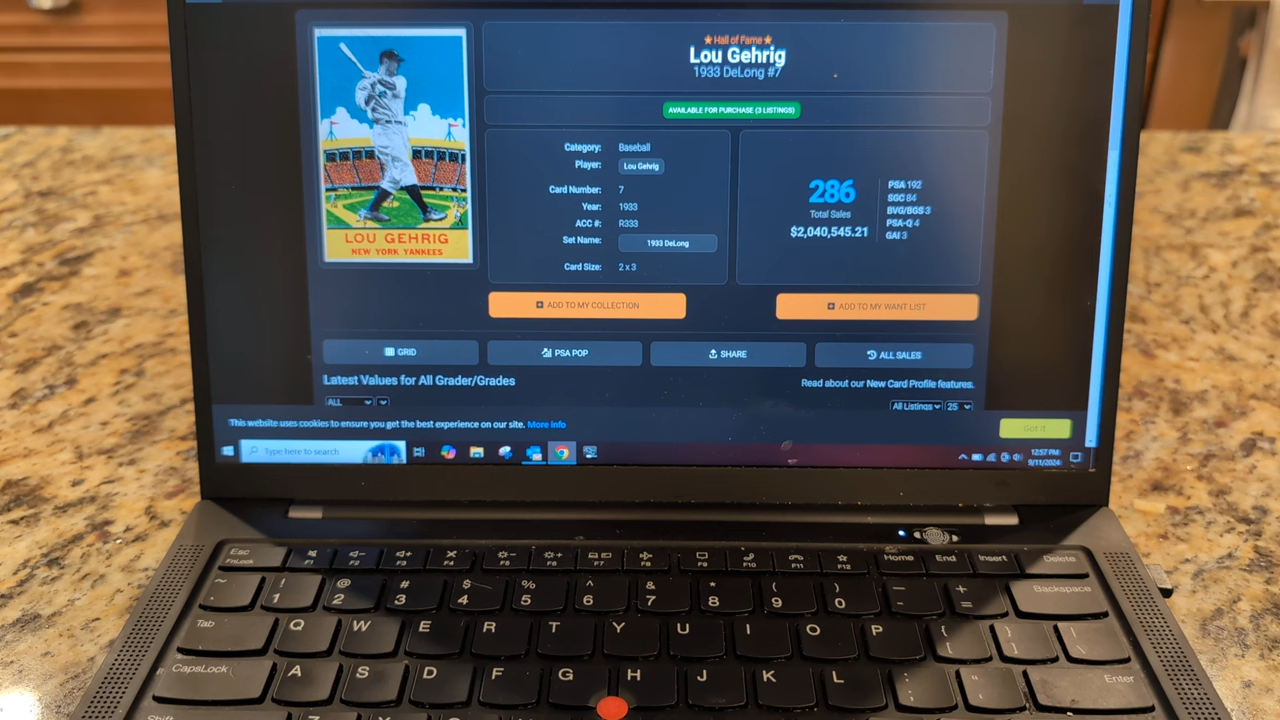 ★Hall of Fame★
Lou Gehrig
1933 DeLong #7
AVAILABLE FOR PURCHASE (3 LISTINGS)
LOU GEHRIG
NEW YORK YANKEES
Category: Baseball
Player: Lou Gehrig
Card Number: 7
Year: 1933
ACC #: R333
Set Name: 1933 DeLong
Card Size: 2 x 3
286
Total Sales
$2,040,545.21
PSA 192
SGC 84
BVG/BGS 3
PSA-Q 4
GAI 3
ADD TO MY COLLECTION
ADD TO MY WANT LIST
GRID
PSA POP
SHARE
ALL SALES
Latest Values for All Grader/Grades
Read about our New Card Profile features.
ALL
All Listings
25
This website uses cookies to ensure you get the best experience on our site. More info
Got it
Type here to search
12:57 PM
9/11/2024
Esc
FnLock
F1 F2 F3 F4 F5 F6 F7 F8 F9 F10 F11 F12
Home End Insert Delete
~ ! @ # $ % ^ & * ( ) _ +
1 2 3 4 5 6 7 8 9 0 - =
Backspace
Tab Q W E R T Y U I O P { } |
[ ] \
CapsLock A S D F G H J K L : "
; '
Enter
Shift